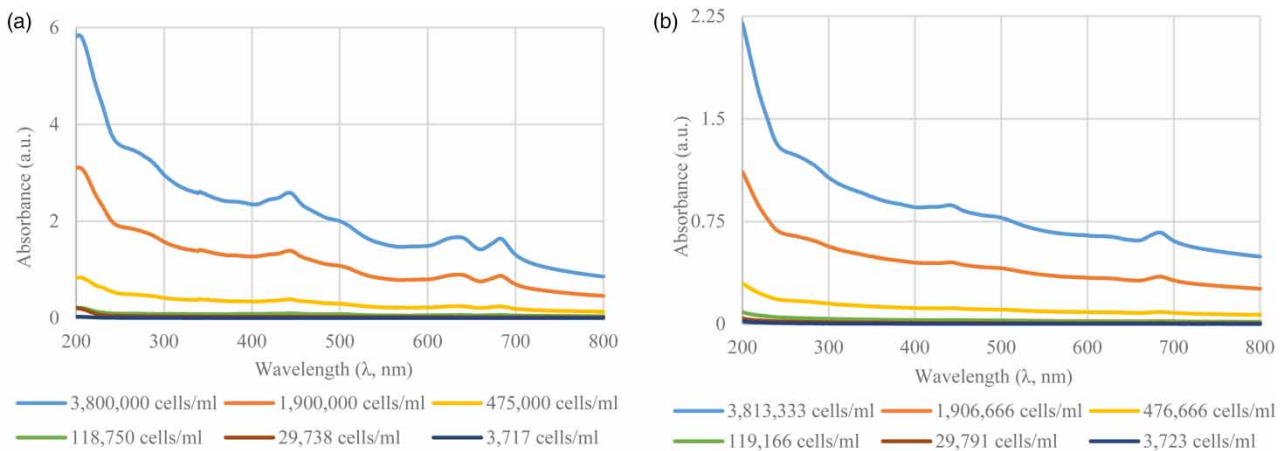 (a)
6
4
2
0
Absorbance (a.u.)
200 300 400 500 600 700 800
Wavelength (λ, nm)
3,800,000 cells/ml 1,900,000 cells/ml 475,000 cells/ml
118,750 cells/ml 29,738 cells/ml 3,717 cells/ml
(b)
2.25
1.5
0.75
0
Absorbance (a.u.)
200 300 400 500 600 700 800
Wavelength (λ, nm)
3,813,333 cells/ml 1,906,666 cells/ml 476,666 cells/ml
119,166 cells/ml 29,791 cells/ml 3,723 cells/ml